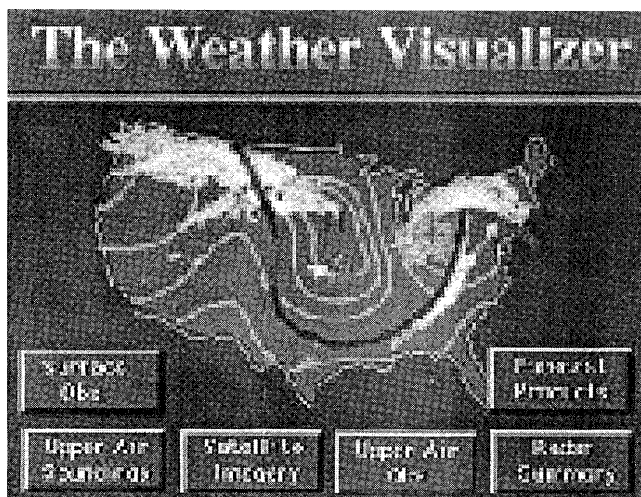 The Weather Visualizer
Surface
Obs
Forecast
Products
Upper Air
Soundings
Satellite
Imagery
Upper Air
Obs
Radar
Summary